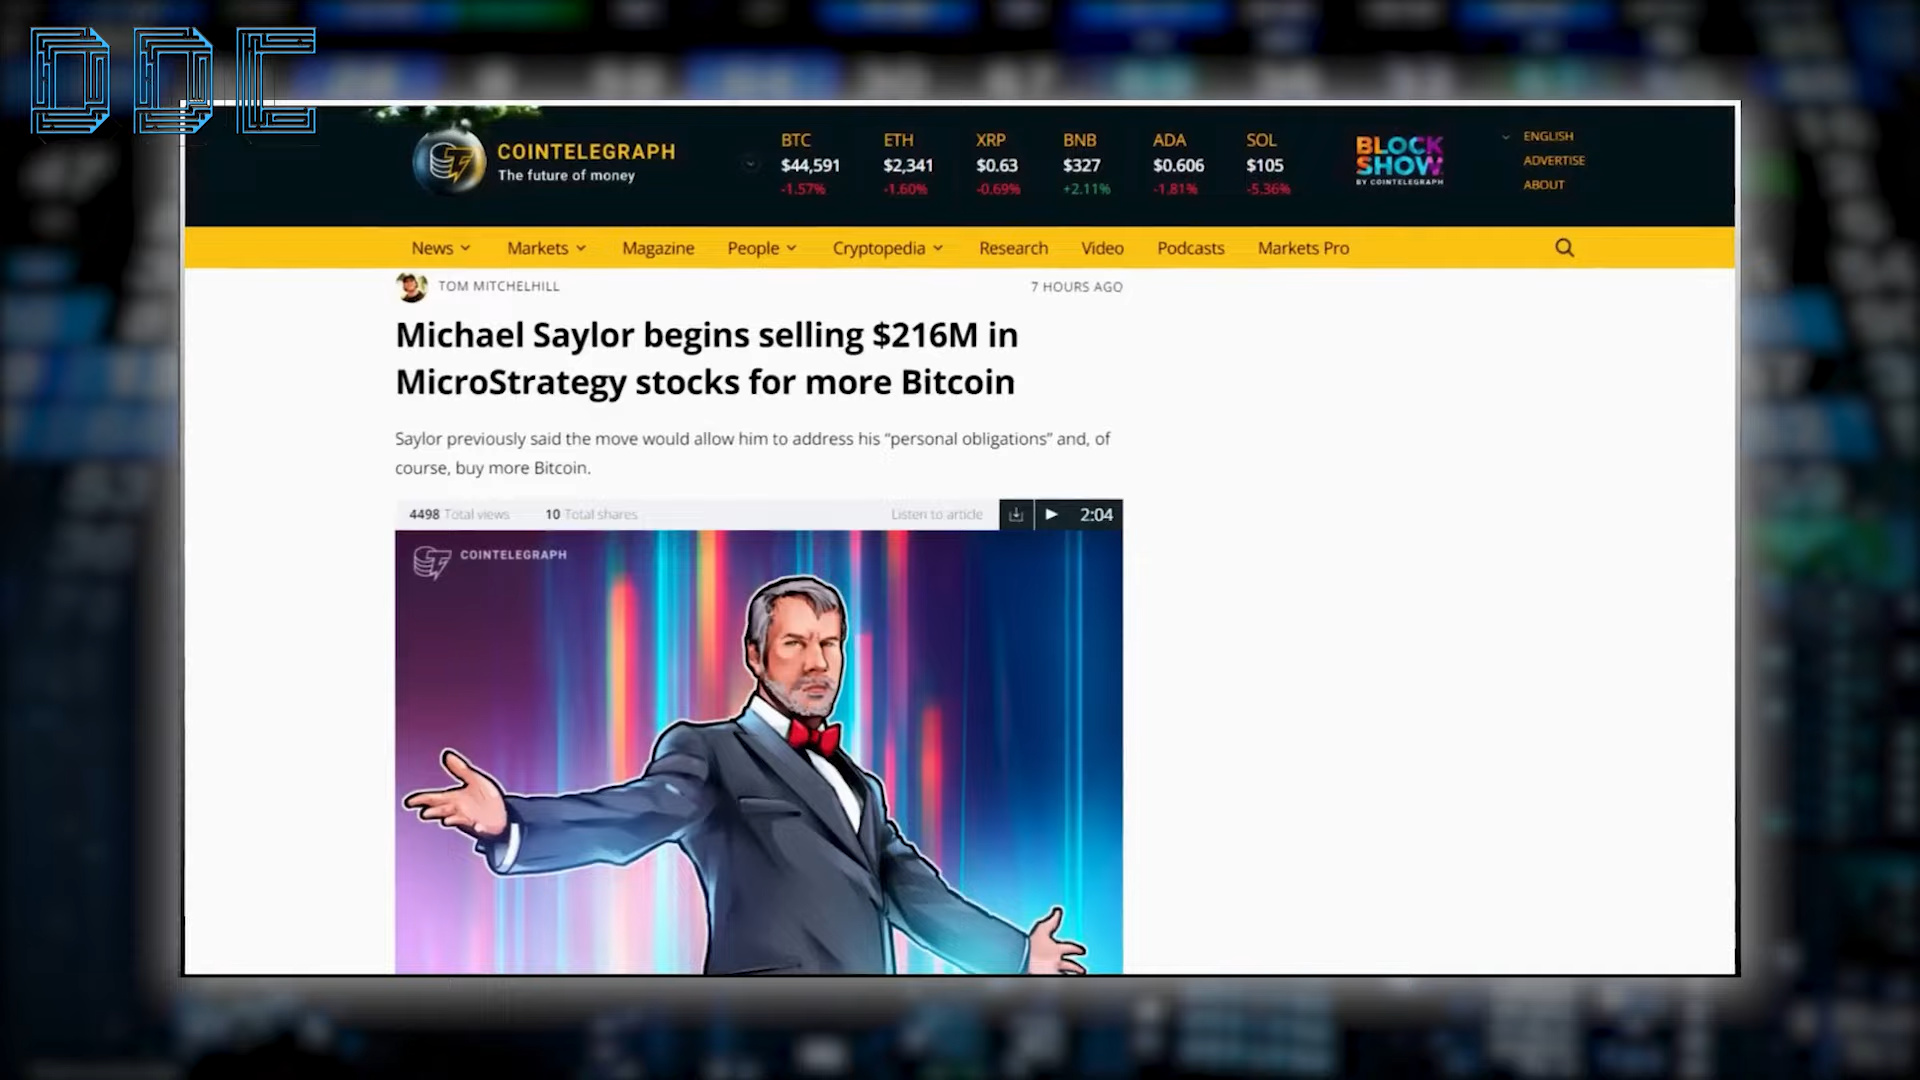 DDC
COINTELEGRAPH
The future of money
BTC
$44,591
-1.57%
ETH
$2,341
-1.60%
XRP
$0.63
-0.69%
BNB
$327
+2.11%
ADA
$0.606
-1.81%
SOL
$105
-5.36%
BLOCK
SHOW
BY COINTELEGRAPH
ENGLISH
ADVERTISE
ABOUT
News Markets Magazine People Cryptopedia Research Video Podcasts Markets Pro
TOM MITCHELHILL 7 HOURS AGO
Michael Saylor begins selling $216M in
MicroStrategy stocks for more Bitcoin
Saylor previously said the move would allow him to address his “personal obligations” and, of
course, buy more Bitcoin.
4498 Total views 10 Total shares Listen to article 2:04
COINTELEGRAPH